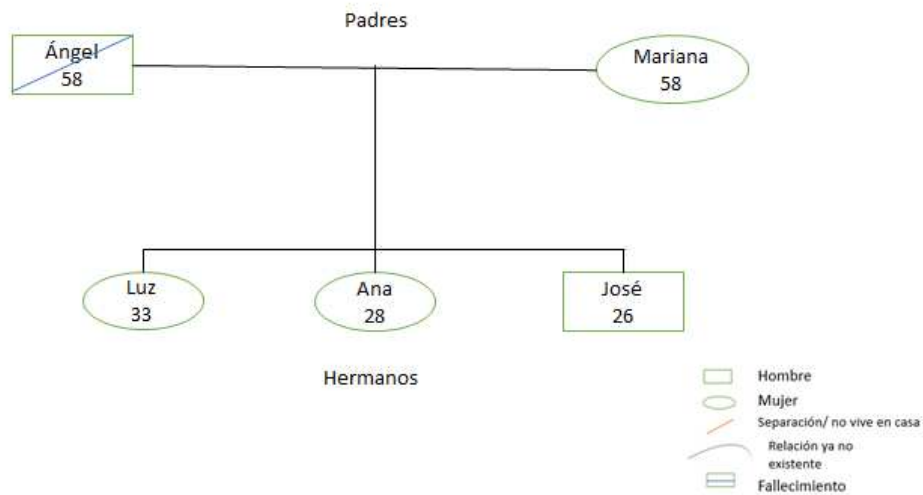 Padres
Ángel
58
Mariana
58
Luz
33
Ana
28
José
26
Hermanos
Hombre
Mujer
Separación/ no vive en casa
Relación ya no
existente
Fallecimiento